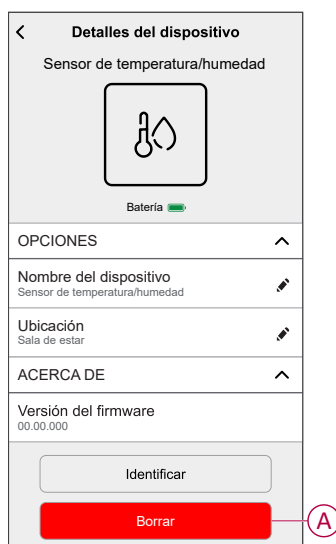 Detalles del dispositivo
Sensor de temperatura/humedad
Batería
OPCIONES
Nombre del dispositivo
Sensor de temperatura/humedad
Ubicación
Sala de estar
ACERCA DE
Versión del firmware
00.00.000
Identificar
Borrar
A